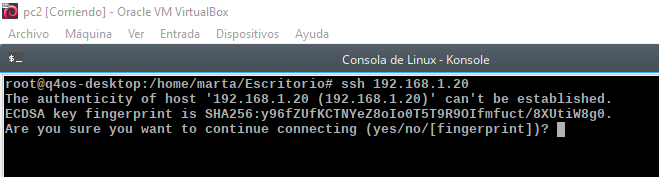 pc2 [Corriendo] - Oracle VM VirtualBox
Archivo Máquina Ver Entrada Dispositivos Ayuda
Consola de Linux - Konsole
root@q4os-desktop:/home/marta/Escritorio# ssh 192.168.1.20
The authenticity of host '192.168.1.20 (192.168.1.20)' can't be established.
ECDSA key fingerprint is SHA256:y96fZUfKCTNYeZ8oIo0T5T9R9OIfmfuct/8XUtiW8g0.
Are you sure you want to continue connecting (yes/no/[fingerprint])?